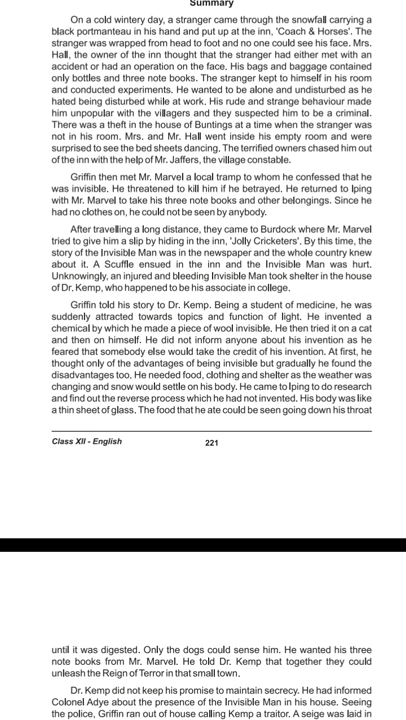 Summary
On a cold wintery day, a stranger came through the snowfall carrying a
black portmanteau in his hand and put up at the inn, 'Coach & Horses'. The
stranger was wrapped from head to foot and no one could see his face. Mrs.
Hall, the owner of the inn thought that the stranger had either met with an
accident or had an operation on the face. His bags and baggage contained
only bottles and three note books. The stranger kept to himself in his room
and conducted experiments. He wanted to be alone and undisturbed as he
hated being disturbed while at work. His rude and strange behaviour made
him unpopular with the villagers and they suspected him to be a criminal.
There was a theft in the house of Buntings at a time when the stranger was
not in his room. Mrs. and Mr. Hall went inside his empty room and were
surprised to see the bed sheets dancing. The terrified owners chased him out
of the inn with the help of Mr. Jaffers, the village constable.
Griffin then met Mr. Marvel a local tramp to whom he confessed that he
was invisible. He threatened to kill him if he betrayed. He returned to Iping
with Mr. Marvel to take his three note books and other belongings. Since he
had no clothes on, he could not be seen by anybody.
After travelling a long distance, they came to Burdock where Mr. Marvel
tried to give him a slip by hiding in the inn, 'Jolly Cricketers'. By this time, the
story of the Invisible Man was in the newspaper and the whole country knew
about it. A Scuffle ensued in the inn and the Invisible Man was hurt.
Unknowingly, an injured and bleeding Invisible Man took shelter in the house
of Dr. Kemp, who happened to be his associate in college.
Griffin told his story to Dr. Kemp. Being a student of medicine, he was
suddenly attracted towards topics and function of light. He invented a
chemical by which he made a piece of wool invisible. He then tried it on a cat
and then on himself. He did not inform anyone about his invention as he
feared that somebody else would take the credit of his invention. At first, he
thought only of the advantages of being invisible but gradually he found the
disadvantages too. He needed food, clothing and shelter as the weather was
changing and snow would settle on his body. He came to Iping to do research
and find out the reverse process which he had not invented. His body was like
a thin sheet of glass. The food that he ate could be seen going down his throat
Class XII - English 221
until it was digested. Only the dogs could sense him. He wanted his three
note books from Mr. Marvel. He told Dr. Kemp that together they could
unleash the Reign of Terror in that small town.
Dr. Kemp did not keep his promise to maintain secrecy. He had informed
Colonel Adye about the presence of the Invisible Man in his house. Seeing
the police, Griffin ran out of house calling Kemp a traitor. A seige was laid in